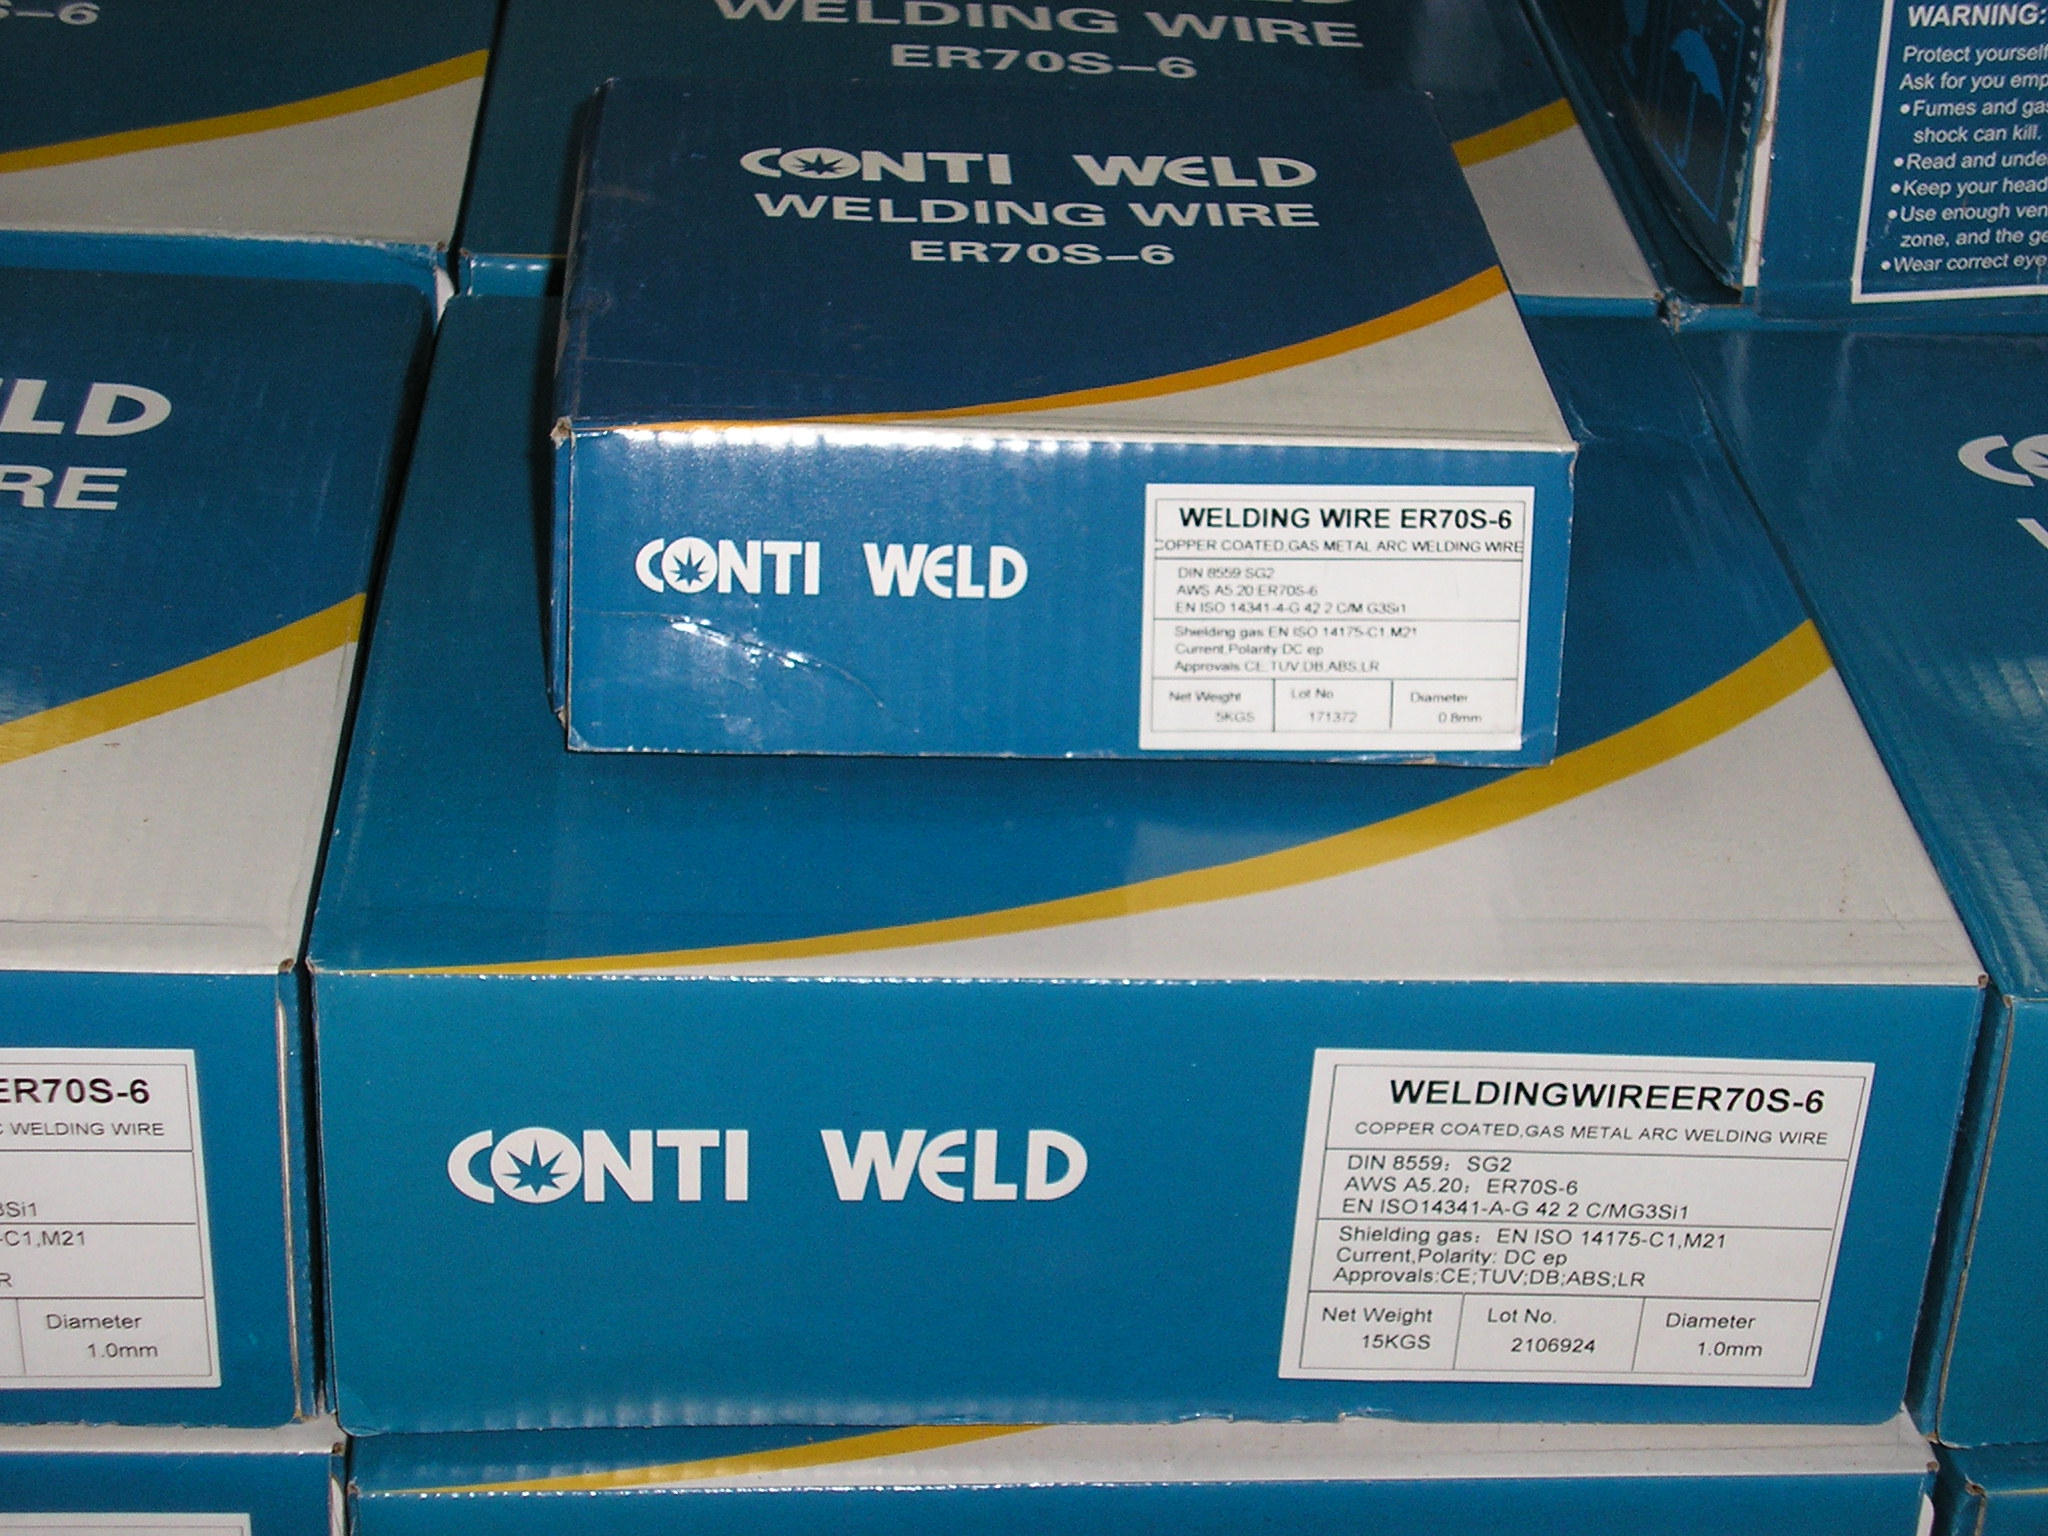 -6
WELDING WIRE
ER70S-6
WARNING:
Protect yourself
Ask for you emp
•Fumes and gas
shock can kill.
•Read and unde
•Keep your head
•Use enough ven
zone, and the ge
•Wear correct eye
CONTI WELD
WELDING WIRE
ER70S-6
LD
RE
CONTI WELD
WELDING WIRE ER70S-6
COPPER COATED,GAS METAL ARC WELDING WIRE
DIN 8559 SG2
AWS A5.20 ER70S-6
EN ISO 14341-4-G 42 2 C/M G3Si1
Shielding gas EN ISO 14175-C1 M21
Current,Polarity DC ep
Approvals CE,TUV,DB,ABS,LR
Net Weight Lot No Diameter
5KGS 171372 0.8mm
ER70S-6
C WELDING WIRE
3Si1
-C1,M21
R
Diameter
1.0mm
CONTI WELD
WELDINGWIREER70S-6
COPPER COATED,GAS METAL ARC WELDING WIRE
DIN 8559: SG2
AWS A5.20: ER70S-6
EN ISO14341-A-G 42 2 C/MG3Si1
Shielding gas: EN ISO 14175-C1,M21
Current,Polarity: DC ep
Approvals:CE;TUV;DB;ABS;LR
Net Weight Lot No. Diameter
15KGS 2106924 1.0mm